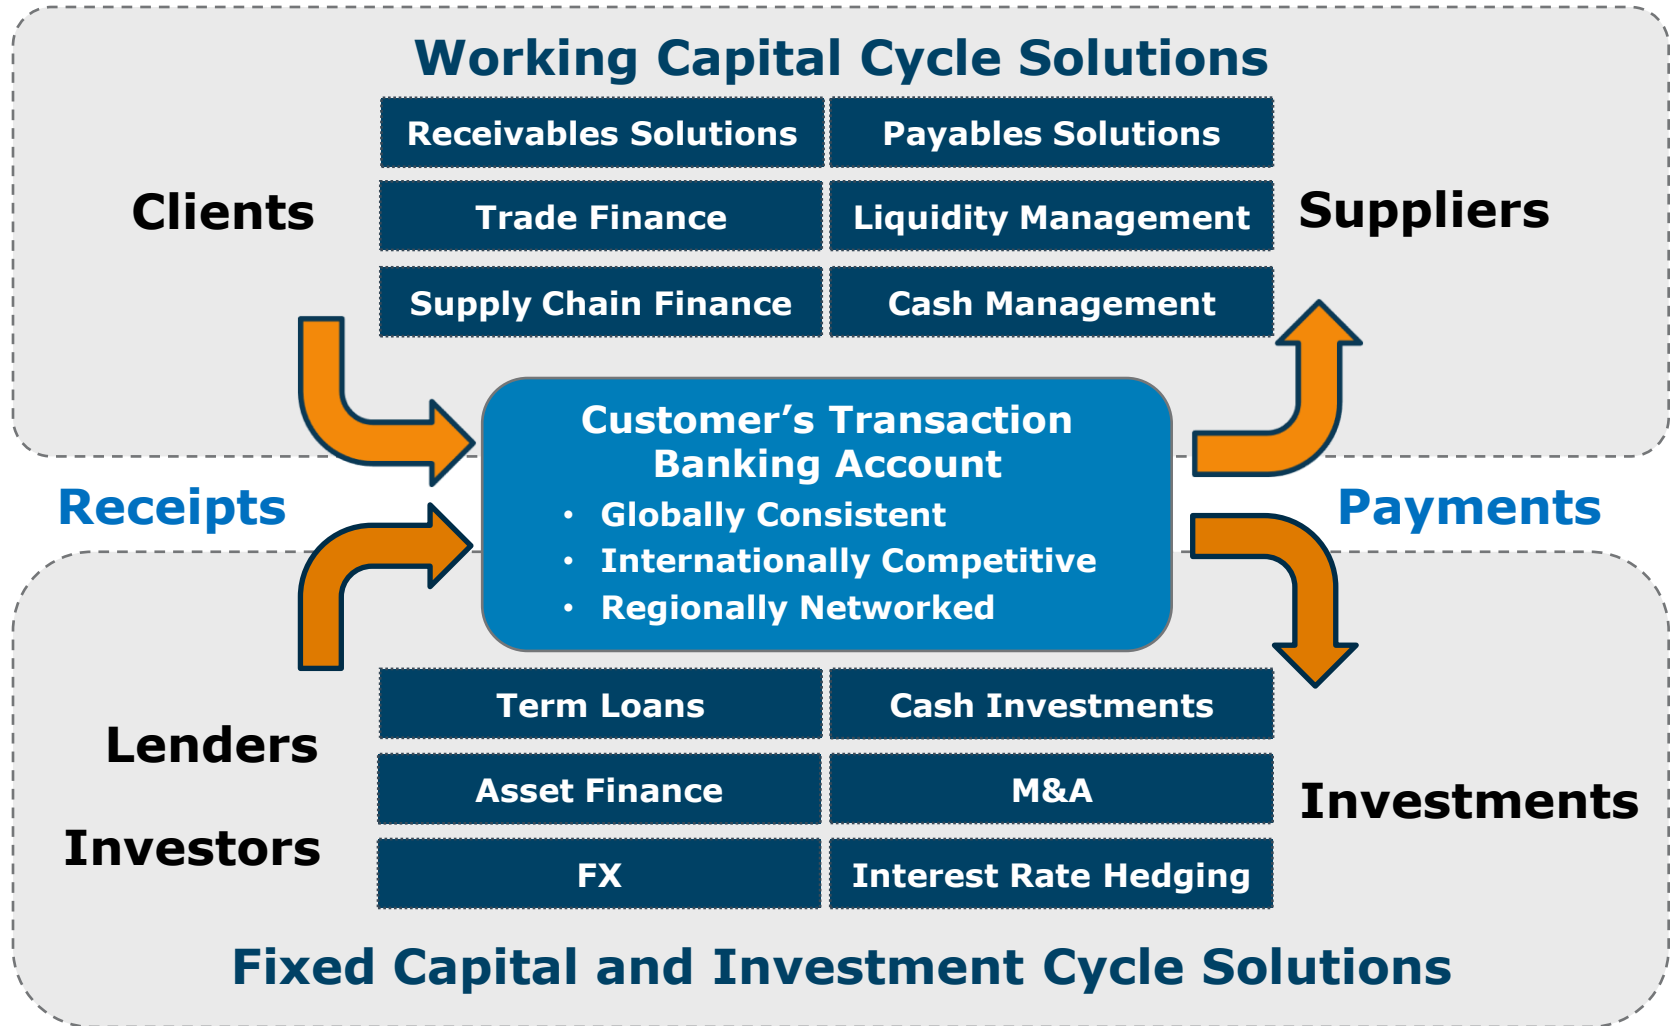 Working Capital Cycle Solutions
Receivables Solutions
Payables Solutions
Clients
Trade Finance
Liquidity Management
Suppliers
Supply Chain Finance
Cash Management
Customer’s Transaction
Banking Account
• Globally Consistent
• Internationally Competitive
• Regionally Networked
Receipts
Payments
Term Loans
Cash Investments
Lenders
Asset Finance
M&A
Investments
Investors
FX
Interest Rate Hedging
Fixed Capital and Investment Cycle Solutions